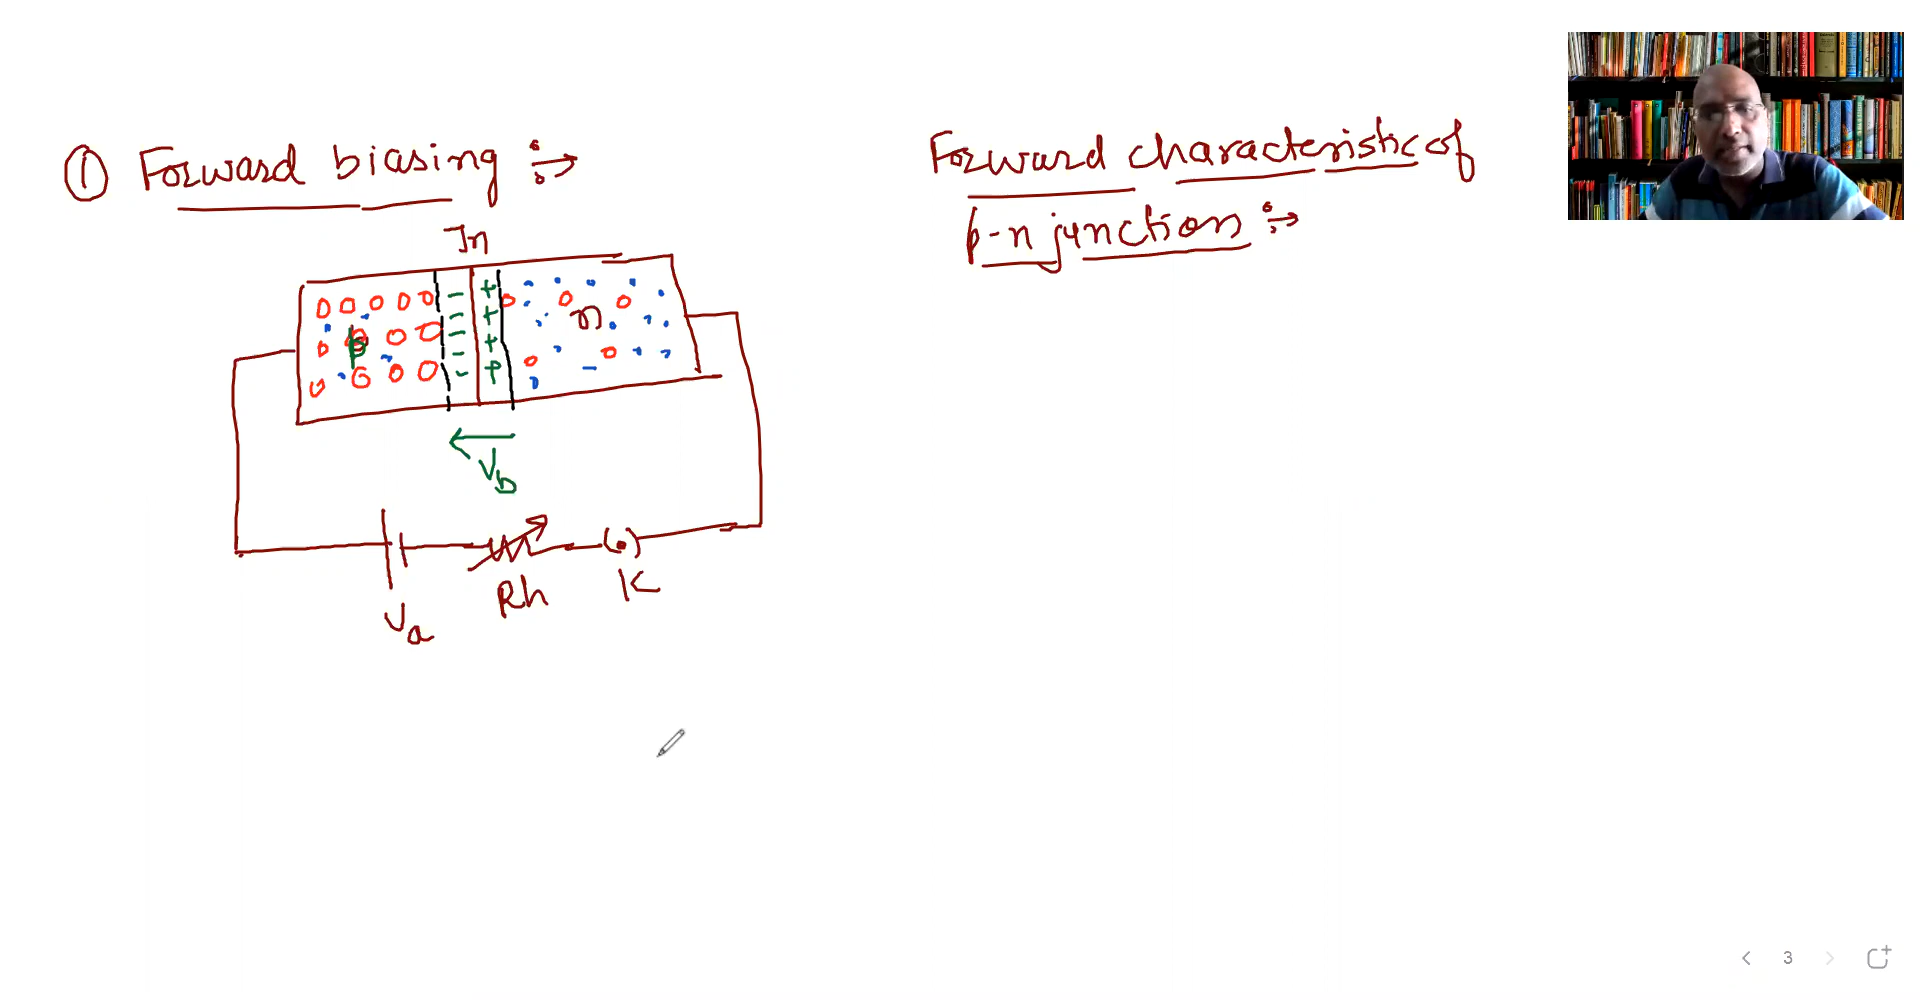 ① Forward biasing :→
Jn
p
n
Vb
Va
Rh
K
Forward characteristic of
p-n junction :→
3